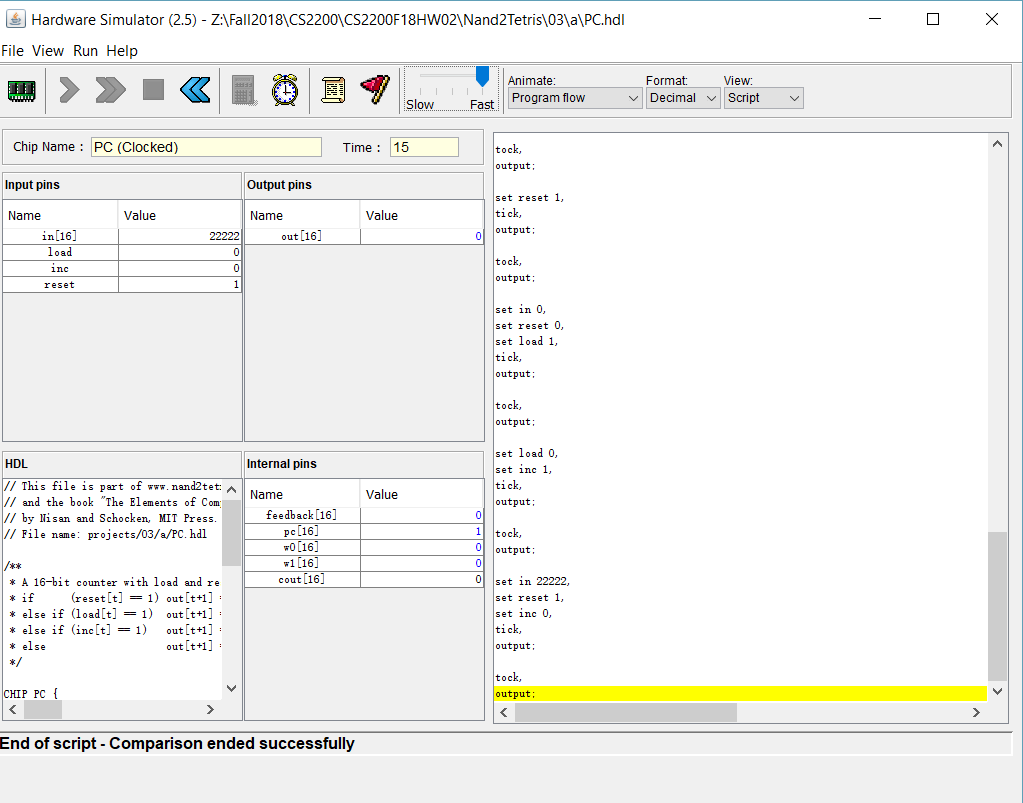 Hardware Simulator (2.5) - Z:\Fall2018\CS2200\CS2200F18HW02\Nand2Tetris\03\a\PC.hdl
File View Run Help
Slow Fast
Animate: Format: View:
Program flow Decimal Script
Chip Name : PC (Clocked) Time : 15
Input pins
Name Value
in[16] 22222
load 0
inc 0
reset 1
Output pins
Name Value
out[16] 0
HDL
// This file is part of www.nand2tet
// and the book "The Elements of Com
// by Nisan and Schocken, MIT Press.
// File name: projects/03/a/PC.hdl
/**
* A 16-bit counter with load and re
* if (reset[t] == 1) out[t+1] =
* else if (load[t] == 1) out[t+1] =
* else if (inc[t] == 1) out[t+1] =
* else out[t+1] =
*/
CHIP PC {
Internal pins
Name Value
feedback[16] 0
pc[16] 1
w0[16] 0
w1[16] 0
cout[16] 0
tock,
output;
set reset 1,
tick,
output;
tock,
output;
set in 0,
set reset 0,
set load 1,
tick,
output;
tock,
output;
set load 0,
set inc 1,
tick,
output;
tock,
output;
set in 22222,
set reset 1,
set inc 0,
tick,
output;
tock,
output;
End of script - Comparison ended successfully